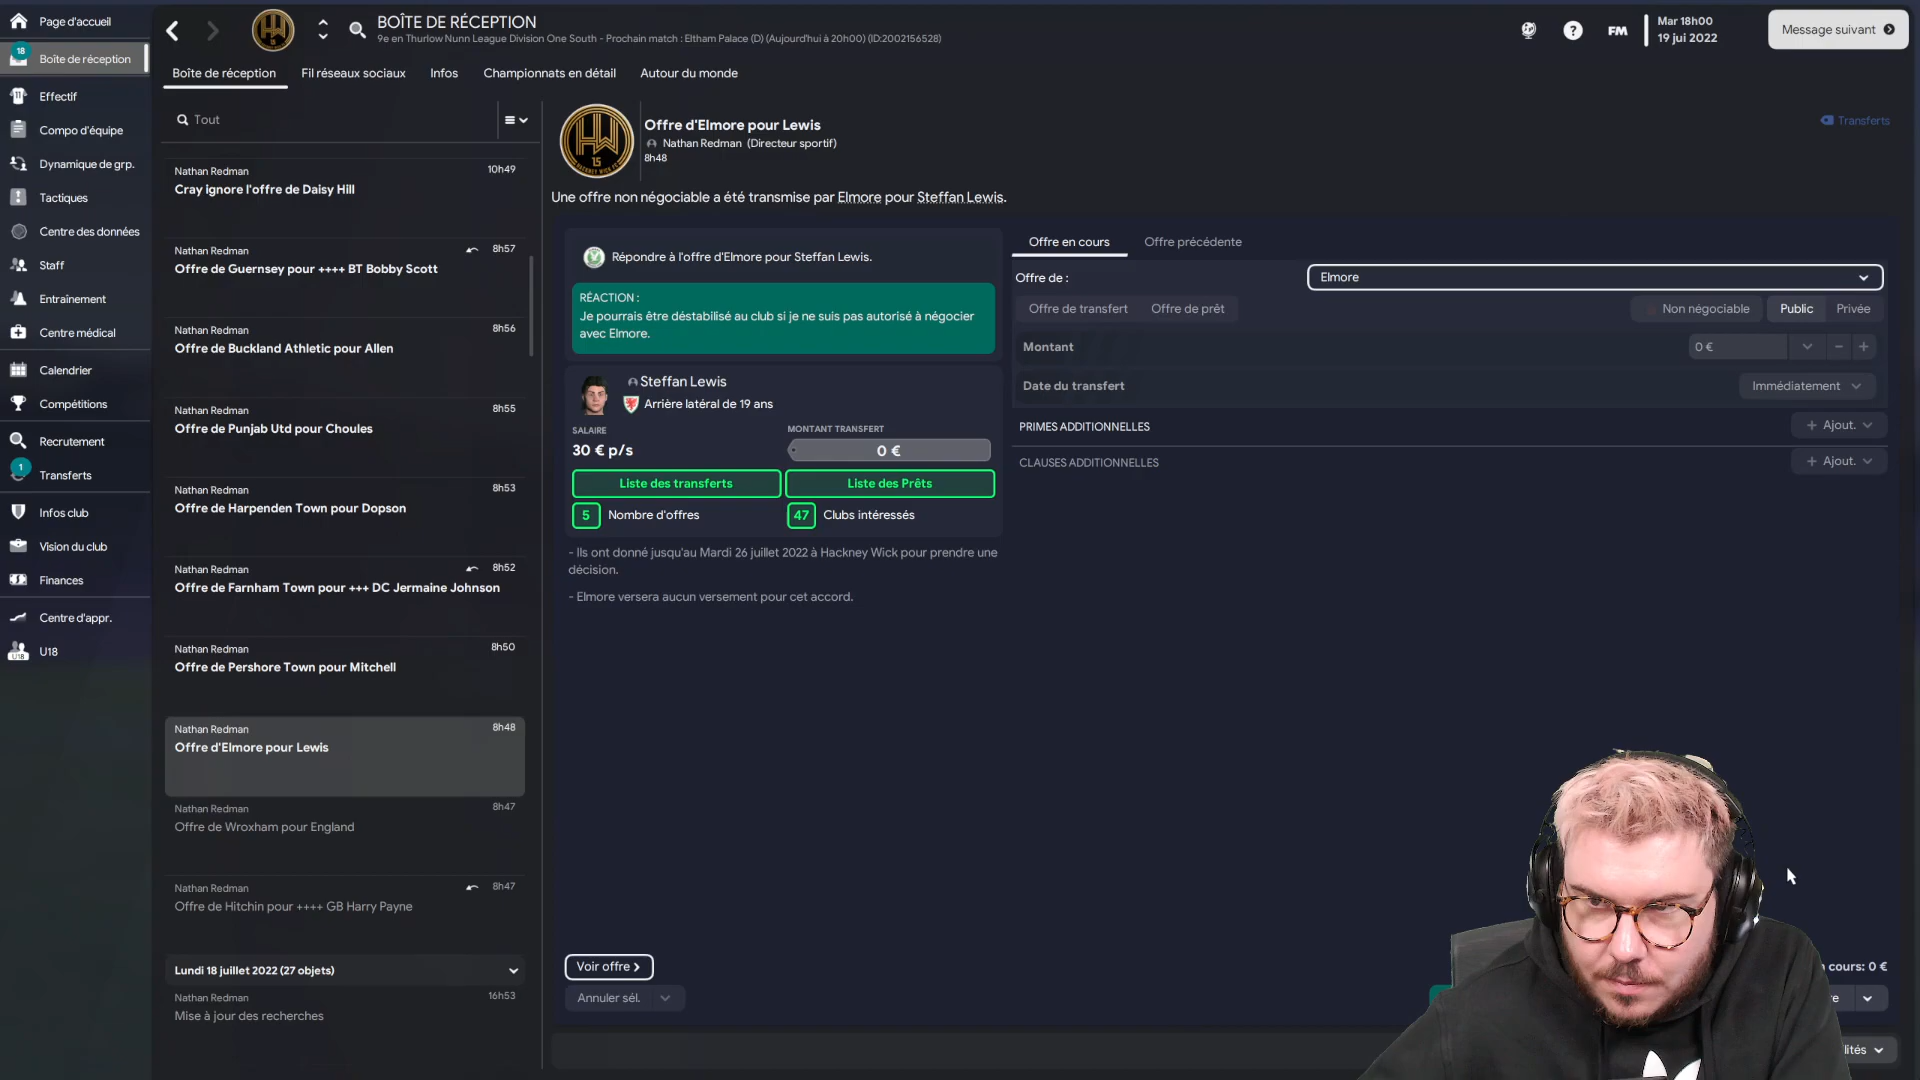 Page d'accueil
18
Boîte de réception
Effectif
Compo d'équipe
Dynamique de grp.
Tactiques
Centre des données
Staff
Entraînement
Centre médical
Calendrier
Compétitions
Recrutement
1
Transferts
Infos club
Vision du club
Finances
Centre d'appr.
U18
U18
BOÎTE DE RÉCEPTION
9e en Thurlow Nunn League Division One South - Prochain match : Eltham Palace (D) (Aujourd'hui à 20h00) (ID:2002156528)
FM
Mar 18h00
19 jui 2022
Message suivant
Boîte de réception
Fil réseaux sociaux
Infos
Championnats en détail
Autour du monde
Tout
Nathan Redman 10h49
Cray ignore l'offre de Daisy Hill
Nathan Redman 8h57
Offre de Guernsey pour ++++ BT Bobby Scott
Nathan Redman 8h56
Offre de Buckland Athletic pour Allen
Nathan Redman 8h55
Offre de Punjab Utd pour Choules
Nathan Redman 8h53
Offre de Harpenden Town pour Dopson
Nathan Redman 8h52
Offre de Farnham Town pour +++ DC Jermaine Johnson
Nathan Redman 8h50
Offre de Pershore Town pour Mitchell
Nathan Redman 8h48
Offre d'Elmore pour Lewis
Nathan Redman 8h47
Offre de Wroxham pour England
Nathan Redman 8h47
Offre de Hitchin pour ++++ GB Harry Payne
Lundi 18 juillet 2022 (27 objets)
Nathan Redman 16h53
Mise à jour des recherches
HW
15
HACKNEY WICK FC
Offre d'Elmore pour Lewis
Nathan Redman (Directeur sportif)
8h48
Transferts
Une offre non négociable a été transmise par Elmore pour Steffan Lewis.
Répondre à l'offre d'Elmore pour Steffan Lewis.
RÉACTION :
Je pourrais être déstabilisé au club si je ne suis pas autorisé à négocier
avec Elmore.
Steffan Lewis
Arrière latéral de 19 ans
SALAIRE
30 € p/s
MONTANT TRANSFERT
0 €
Liste des transferts
Liste des Prêts
5 Nombre d'offres
47 Clubs intéressés
- Ils ont donné jusqu'au Mardi 26 juillet 2022 à Hackney Wick pour prendre une
décision.
- Elmore versera aucun versement pour cet accord.
Voir offre
Annuler sél.
Offre en cours
Offre précédente
Offre de :
Elmore
Offre de transfert
Offre de prêt
Non négociable
Public
Privée
Montant
0 €
Date du transfert
Immédiatement
PRIMES ADDITIONNELLES
+ Ajout.
CLAUSES ADDITIONNELLES
+ Ajout.
cours: 0 €